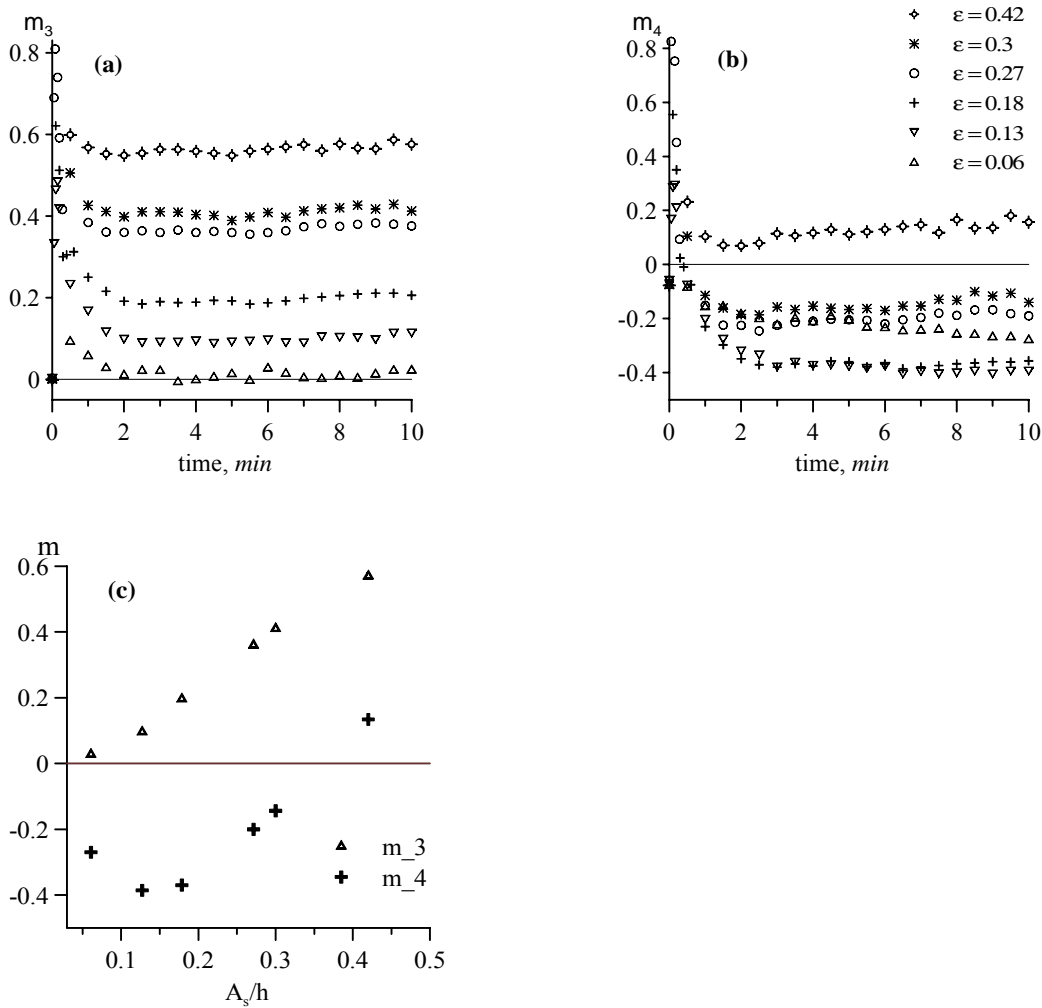 m3
(a)
0.8
0.6
0.4
0.2
0
0 2 4 6 8 10
time, min
m4
(b)
0.8
0.6
0.4
0.2
0
-0.2
-0.4
0 2 4 6 8 10
time, min
ε=0.42
ε=0.3
ε=0.27
ε=0.18
ε=0.13
ε=0.06
m
(c)
0.6
0.4
0.2
0
-0.2
-0.4
m_3
m_4
0.1 0.2 0.3 0.4 0.5
As/h